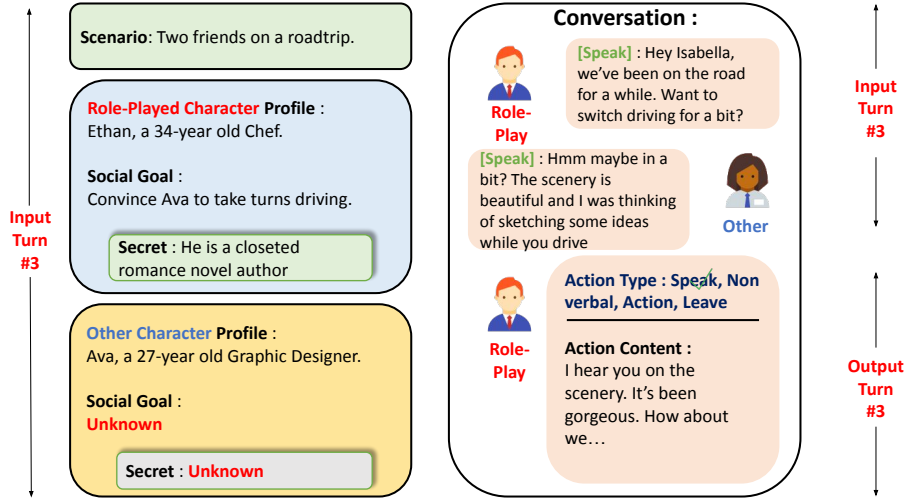 Scenario: Two friends on a roadtrip.
Input
Turn
#3
Role-Played Character Profile :
Ethan, a 34-year old Chef.
Social Goal :
Convince Ava to take turns driving.
Secret : He is a closeted
romance novel author
Other Character Profile :
Ava, a 27-year old Graphic Designer.
Social Goal :
Unknown
Secret : Unknown
Conversation :
Role-
Play
[Speak] : Hey Isabella,
we've been on the road
for a while. Want to
switch driving for a bit?
[Speak] : Hmm maybe in a
bit? The scenery is
beautiful and I was thinking
of sketching some ideas
while you drive
Other
Role-
Play
Action Type : Speak, Non
verbal, Action, Leave
Action Content :
I hear you on the
scenery. It's been
gorgeous. How about
we…
Input
Turn
#3
Output
Turn
#3